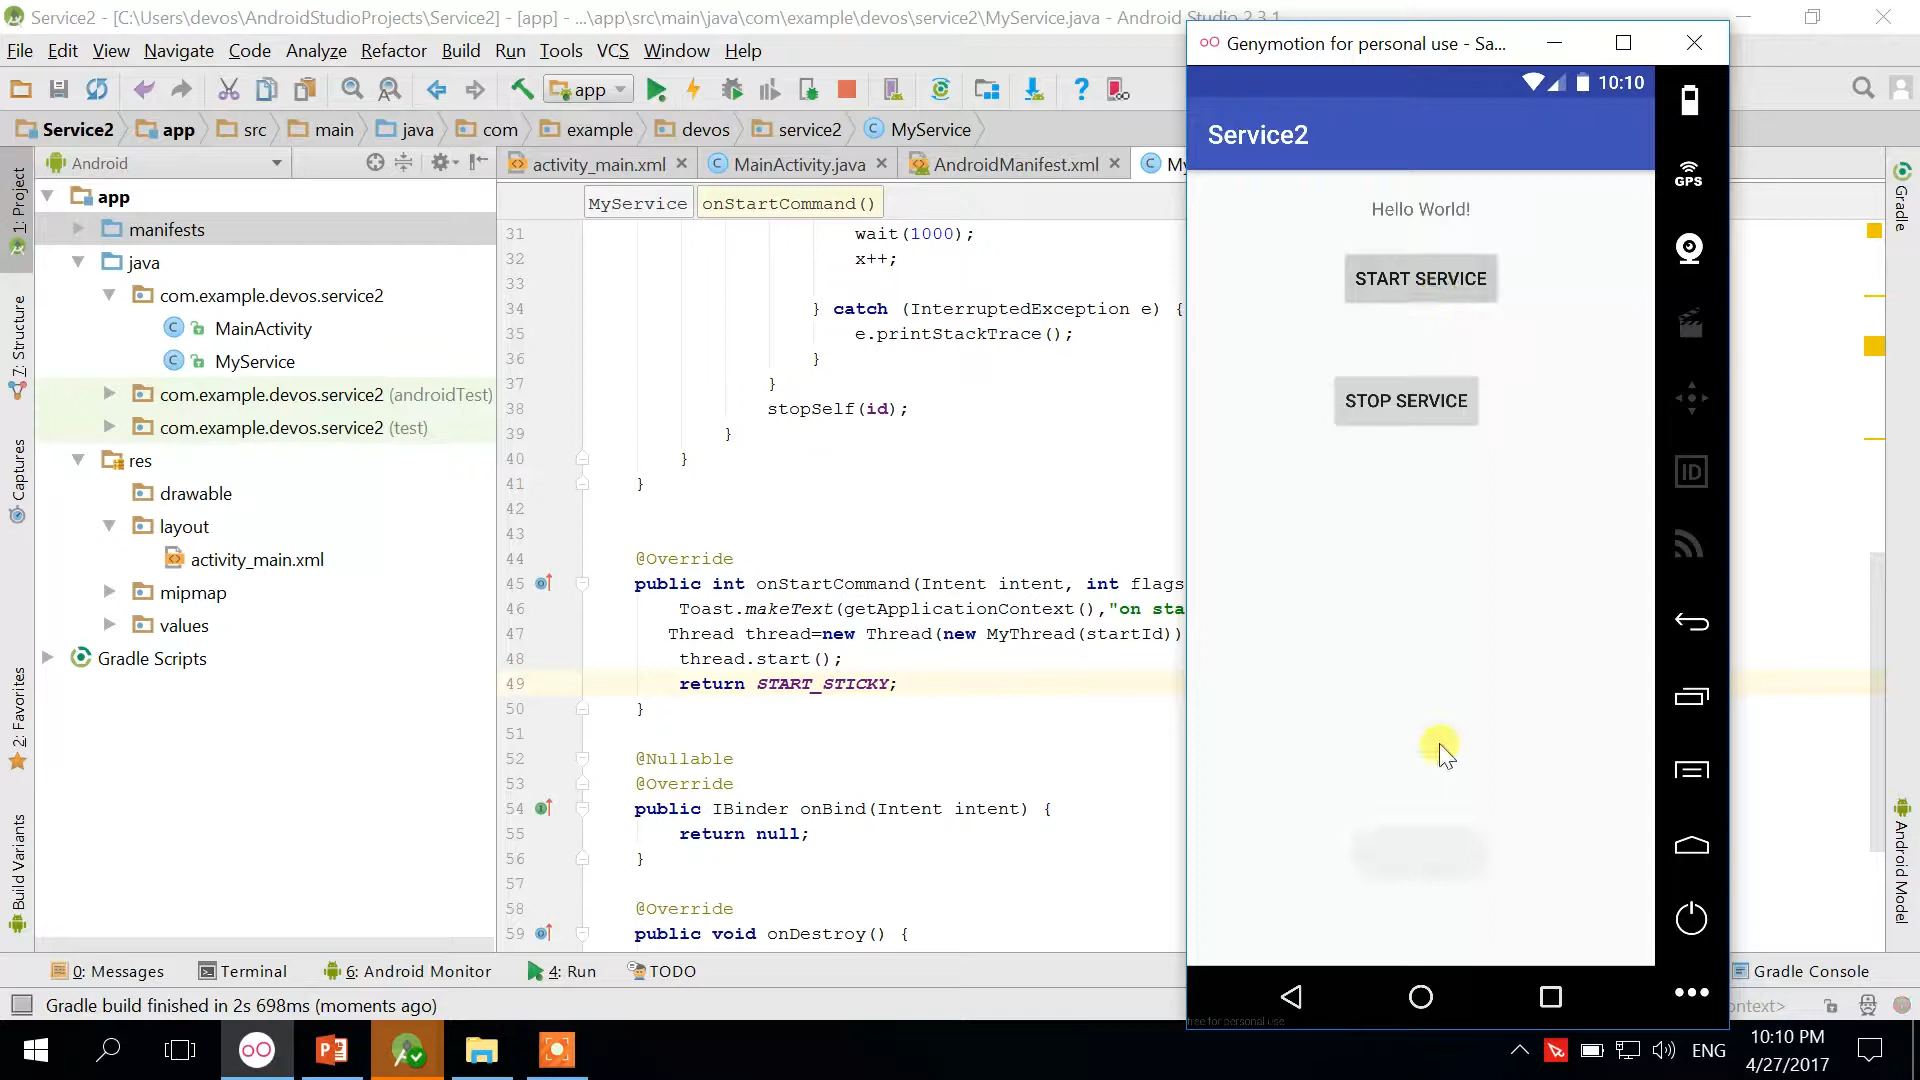 Service2 - [C:\Users\devos\AndroidStudioProjects\Service2] - [app] - ...\app\src\main\java\com\example\devos\service2\MyService.java - Android Studio 2.3.1
File Edit View Navigate Code Analyze Refactor Build Run Tools VCS Window Help
app
Service2 app src main java com example devos service2 MyService
Android
activity_main.xml MainActivity.java AndroidManifest.xml My
MyService onStartCommand()
1: Project
7: Structure
Captures
2: Favorites
Build Variants
app
manifests
java
com.example.devos.service2
MainActivity
MyService
com.example.devos.service2 (androidTest)
com.example.devos.service2 (test)
res
drawable
layout
activity_main.xml
mipmap
values
Gradle Scripts
31 wait(1000);
32 x++;
33
34 } catch (InterruptedException e) {
35 e.printStackTrace();
36 }
37 }
38 stopSelf(id);
39 }
40 }
41 }
42
43
44 @Override
45 public int onStartCommand(Intent intent, int flags
46 Toast.makeText(getApplicationContext(),"on sta
47 Thread thread=new Thread(new MyThread(startId))
48 thread.start();
49 return START_STICKY;
50 }
51
52 @Nullable
53 @Override
54 public IBinder onBind(Intent intent) {
55 return null;
56 }
57
58 @Override
59 public void onDestroy() {
Genymotion for personal use - Sa...
10:10
Service2
Hello World!
START SERVICE
STOP SERVICE
free for personal use
GPS
ID
Gradle
Android Model
0: Messages Terminal 6: Android Monitor 4: Run TODO Gradle Console
Gradle build finished in 2s 698ms (moments ago)
ontext>
ENG
10:10 PM
4/27/2017